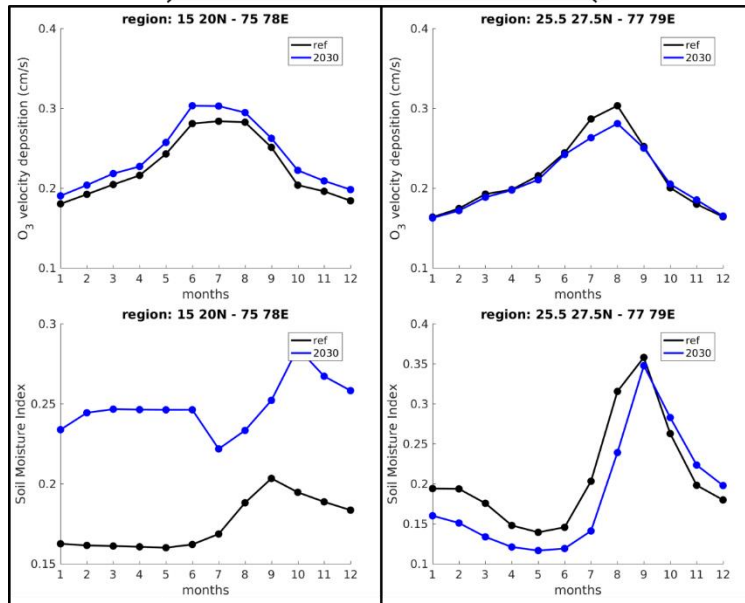 region: 15 20N - 75 78E
0.4
0.3
0.2
0.1
O3 velocity deposition (cm/s)
ref
2030
1 2 3 4 5 6 7 8 9 10 11 12
months
region: 25.5 27.5N - 77 79E
0.4
0.3
0.2
0.1
O3 velocity deposition (cm/s)
ref
2030
1 2 3 4 5 6 7 8 9 10 11 12
months
region: 15 20N - 75 78E
0.3
0.25
0.2
0.15
Soil Moisture Index
ref
2030
1 2 3 4 5 6 7 8 9 10 11 12
months
region: 25.5 27.5N - 77 79E
0.4
0.35
0.3
0.25
0.2
0.15
0.1
Soil Moisture Index
ref
2030
1 2 3 4 5 6 7 8 9 10 11 12
months